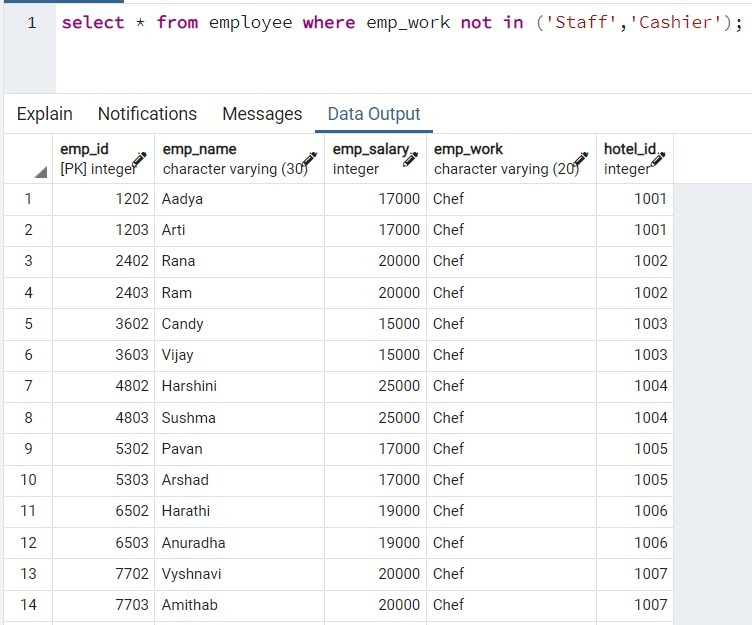 1 select * from employee where emp_work not in ('Staff','Cashier');
Explain Notifications Messages Data Output
emp_id emp_name emp_salary emp_work hotel_id
[PK] integer character varying (30) integer character varying (20) integer
1 1202 Aadya 17000 Chef 1001
2 1203 Arti 17000 Chef 1001
3 2402 Rana 20000 Chef 1002
4 2403 Ram 20000 Chef 1002
5 3602 Candy 15000 Chef 1003
6 3603 Vijay 15000 Chef 1003
7 4802 Harshini 25000 Chef 1004
8 4803 Sushma 25000 Chef 1004
9 5302 Pavan 17000 Chef 1005
10 5303 Arshad 17000 Chef 1005
11 6502 Harathi 19000 Chef 1006
12 6503 Anuradha 19000 Chef 1006
13 7702 Vyshnavi 20000 Chef 1007
14 7703 Amithab 20000 Chef 1007